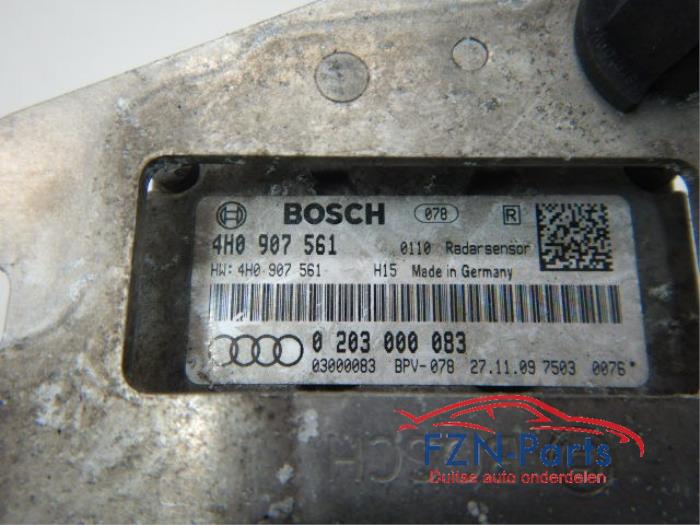 BOSCH 078 R
4H0 907 561 0110 Radarsensor
HW: 4H0 907 561 H15 Made in Germany
0 203 000 083
03000083 BPV-078 27.11.09 7503 0076*
FZN-Parts
Duitse auto onderdelen